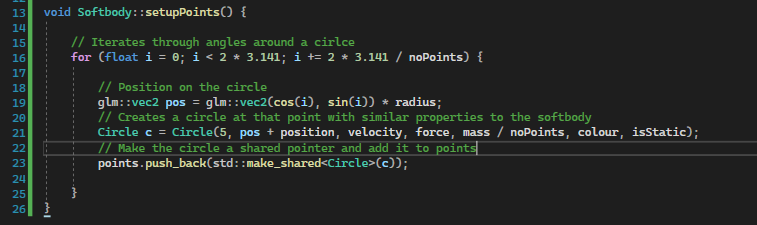 13 void Softbody::setupPoints() {
14
15 // Iterates through angles around a cirlce
16 for (float i = 0; i < 2 * 3.141; i += 2 * 3.141 / noPoints) {
17
18 // Position on the circle
19 glm::vec2 pos = glm::vec2(cos(i), sin(i)) * radius;
20 // Creates a circle at that point with similar properties to the softbody
21 Circle c = Circle(5, pos + position, velocity, force, mass / noPoints, colour, isStatic);
22 // Make the circle a shared pointer and add it to points
23 points.push_back(std::make_shared<Circle>(c));
24
25 }
26 }